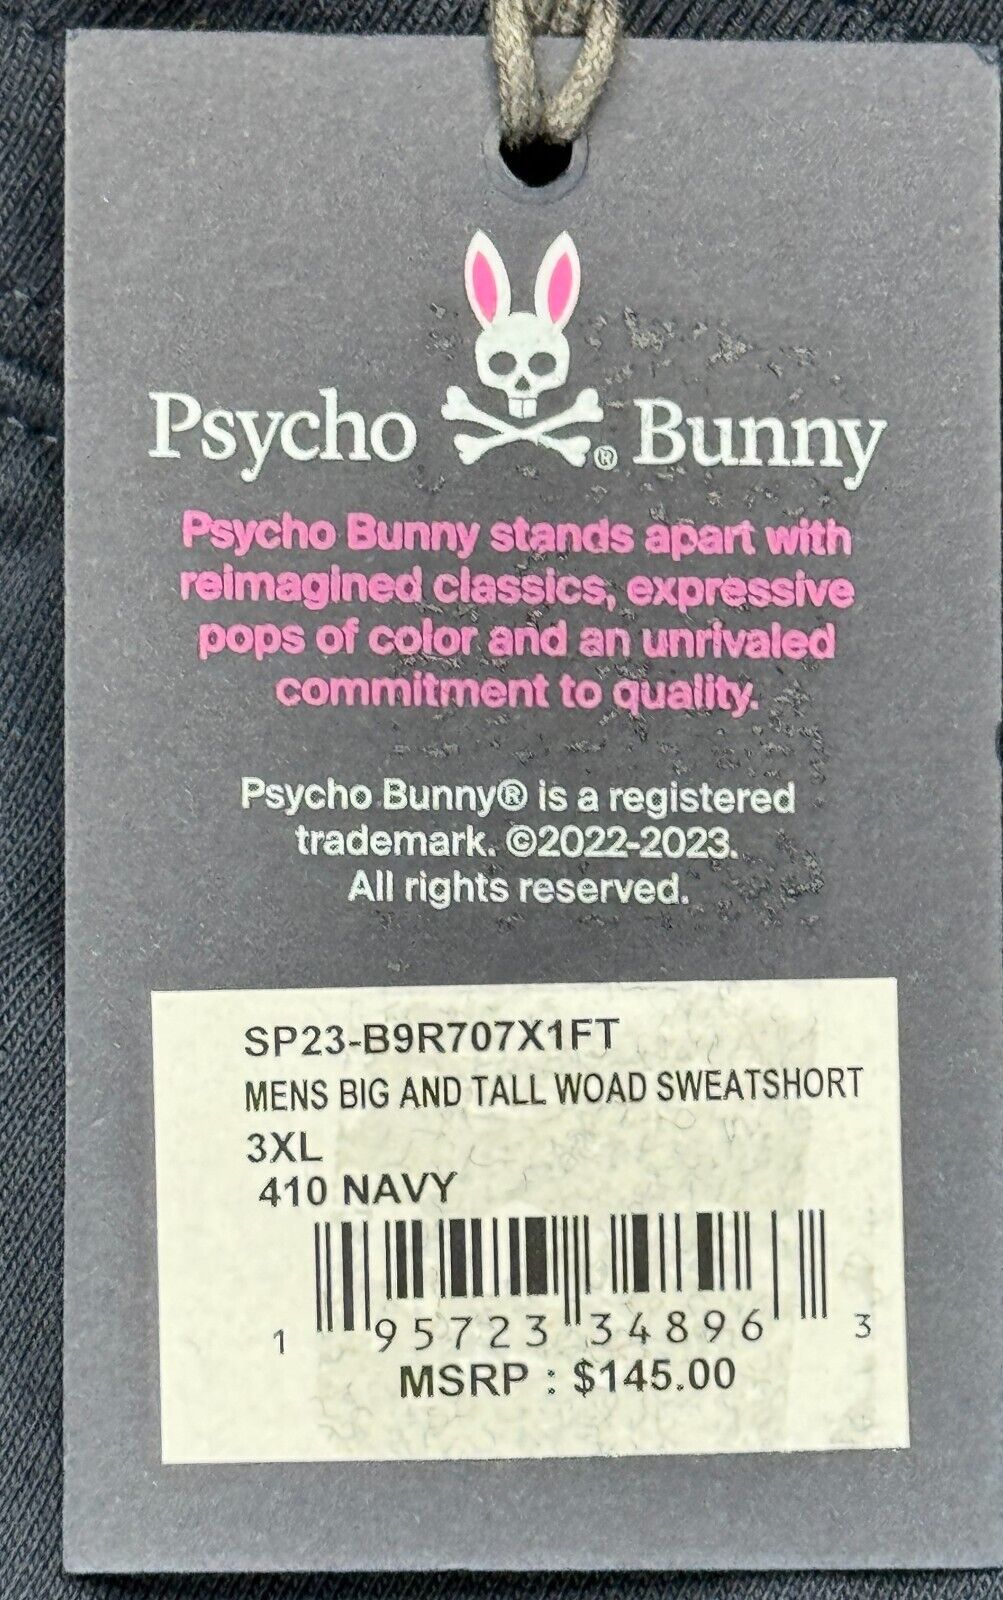 Psycho ® Bunny
Psycho Bunny stands apart with
reimagined classics, expressive
pops of color and an unrivaled
commitment to quality.
Psycho Bunny® is a registered
trademark. ©2022-2023.
All rights reserved.
SP23-B9R707X1FT
MENS BIG AND TALL WOAD SWEATSHORT
3XL
410 NAVY
1 95723 34896 3
MSRP : $145.00